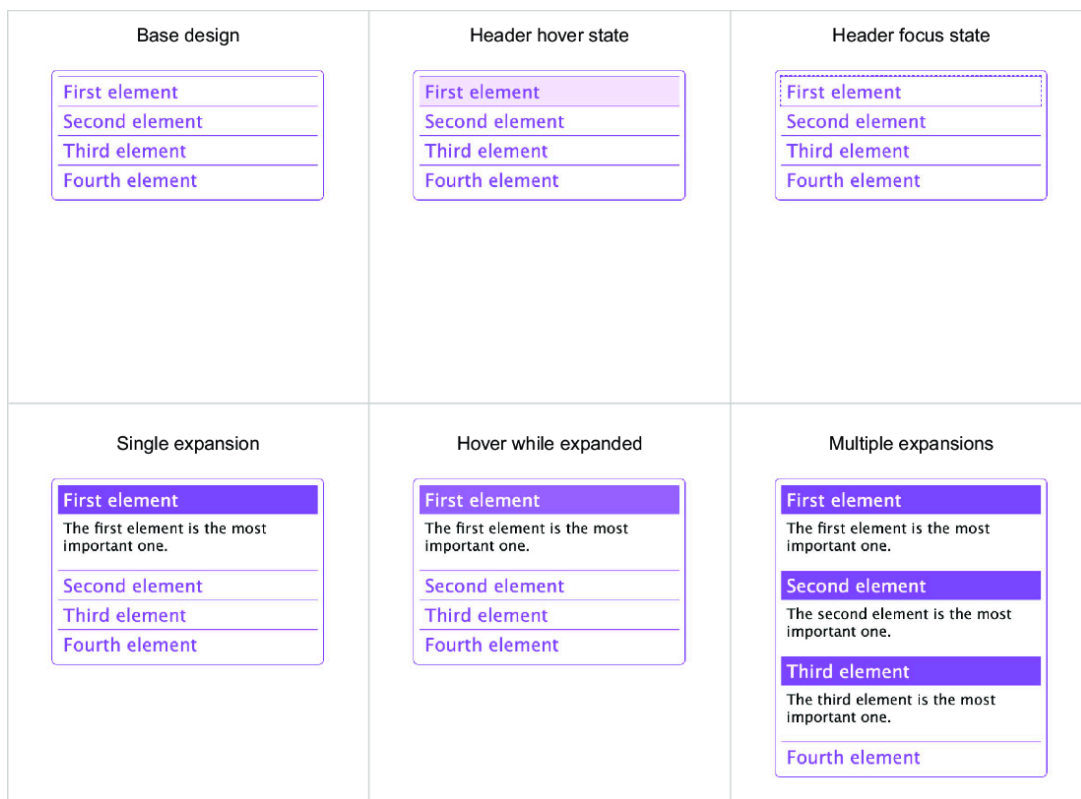 Base design
First element
Second element
Third element
Fourth element
Header hover state
First element
Second element
Third element
Fourth element
Header focus state
First element
Second element
Third element
Fourth element
Single expansion
First element
The first element is the most
important one.
Second element
Third element
Fourth element
Hover while expanded
First element
The first element is the most
important one.
Second element
Third element
Fourth element
Multiple expansions
First element
The first element is the most
important one.
Second element
The second element is the most
important one.
Third element
The third element is the most
important one.
Fourth element